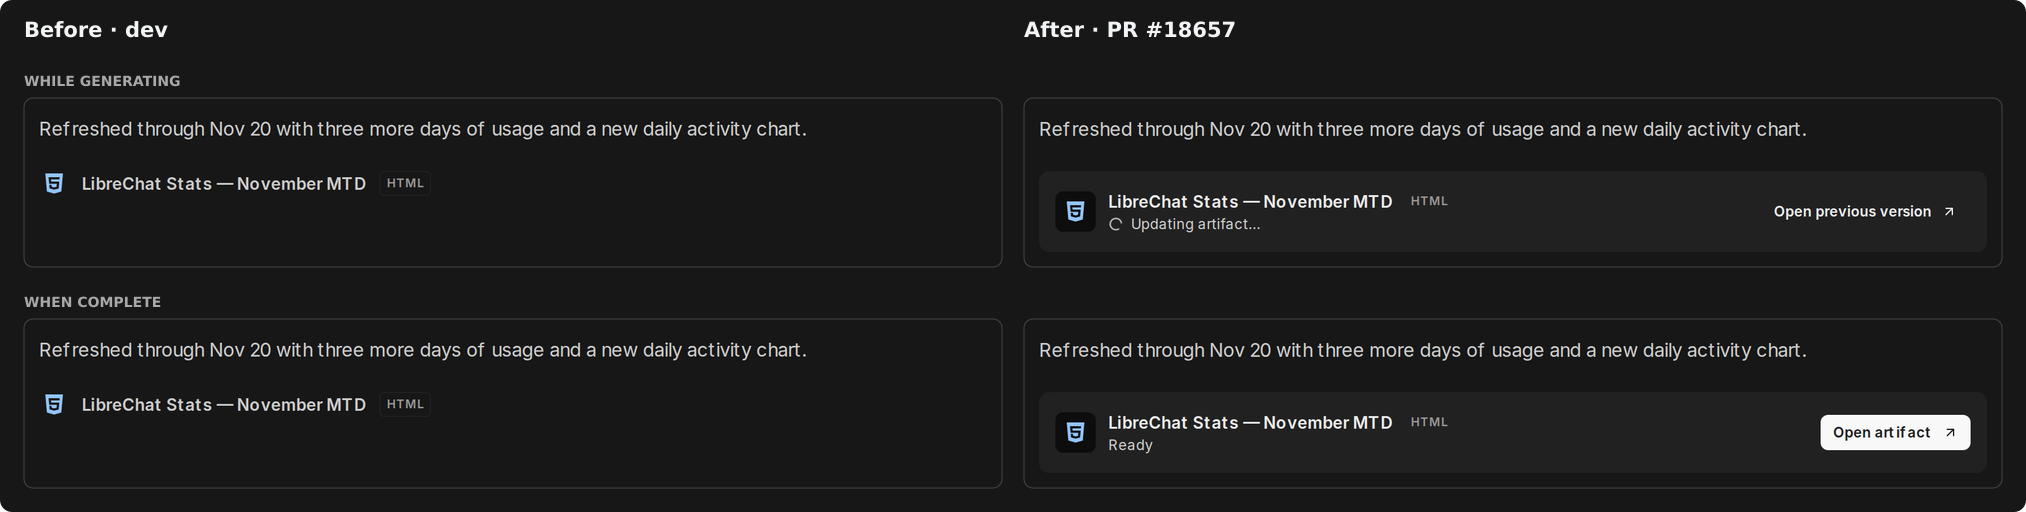 Before · dev
After · PR #18657
WHILE GENERATING
Refreshed through Nov 20 with three more days of usage and a new daily activity chart.
LibreChat Stats — November MTD HTML
Refreshed through Nov 20 with three more days of usage and a new daily activity chart.
LibreChat Stats — November MTD HTML
Updating artifact...
Open previous version
WHEN COMPLETE
Refreshed through Nov 20 with three more days of usage and a new daily activity chart.
LibreChat Stats — November MTD HTML
Refreshed through Nov 20 with three more days of usage and a new daily activity chart.
LibreChat Stats — November MTD HTML
Ready
Open artifact